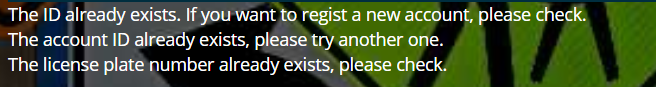 The ID already exists. If you want to regist a new account, please check.
The account ID already exists, please try another one.
The license plate number already exists, please check.